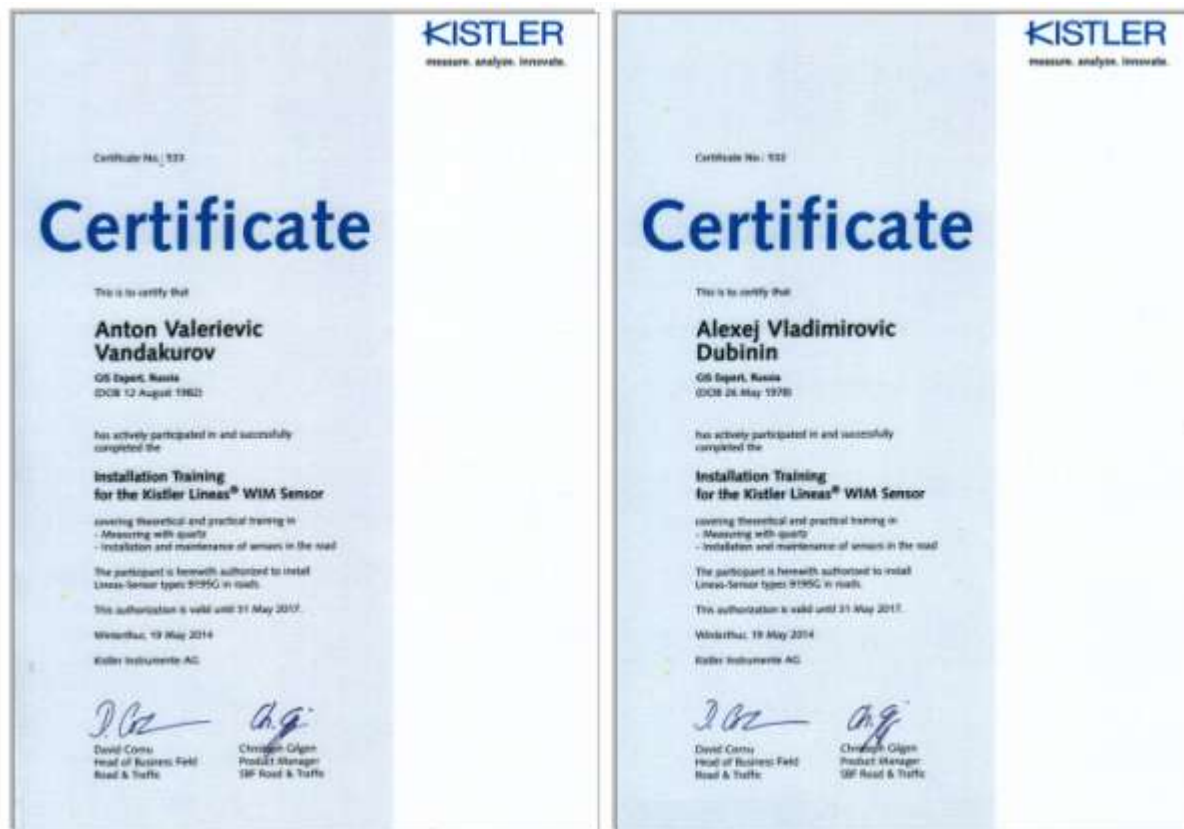 KISTLER
measure. analyze. innovate.
Certificate No.: 533
Certificate
This is to certify that
Anton Valerievic
Vandakurov
GIS Expert, Russia
(DOB 12 August 1982)
has actively participated in and successfully
completed the
Installation Training
for the Kistler Lineas® WIM Sensor
covering theoretical and practical training in
- Measuring with quartz
- Installation and maintenance of sensors in the road
The participant is herewith authorized to install
Lineas-Sensor types 9195G in roads.
This authorization is valid until 31 May 2017.
Winterthur, 19 May 2014
Kistler Instrumente AG
David Cornu
Head of Business Field
Road & Traffic
Christoph Gilgen
Product Manager
SBF Road & Traffic
KISTLER
measure. analyze. innovate.
Certificate No.: 532
Certificate
This is to certify that
Alexej Vladimirovic
Dubinin
GIS Expert, Russia
(DOB 26 May 1978)
has actively participated in and successfully
completed the
Installation Training
for the Kistler Lineas® WIM Sensor
covering theoretical and practical training in
- Measuring with quartz
- Installation and maintenance of sensors in the road
The participant is herewith authorized to install
Lineas-Sensor types 9195G in roads.
This authorization is valid until 31 May 2017.
Winterthur, 19 May 2014
Kistler Instrumente AG
David Cornu
Head of Business Field
Road & Traffic
Christoph Gilgen
Product Manager
SBF Road & Traffic